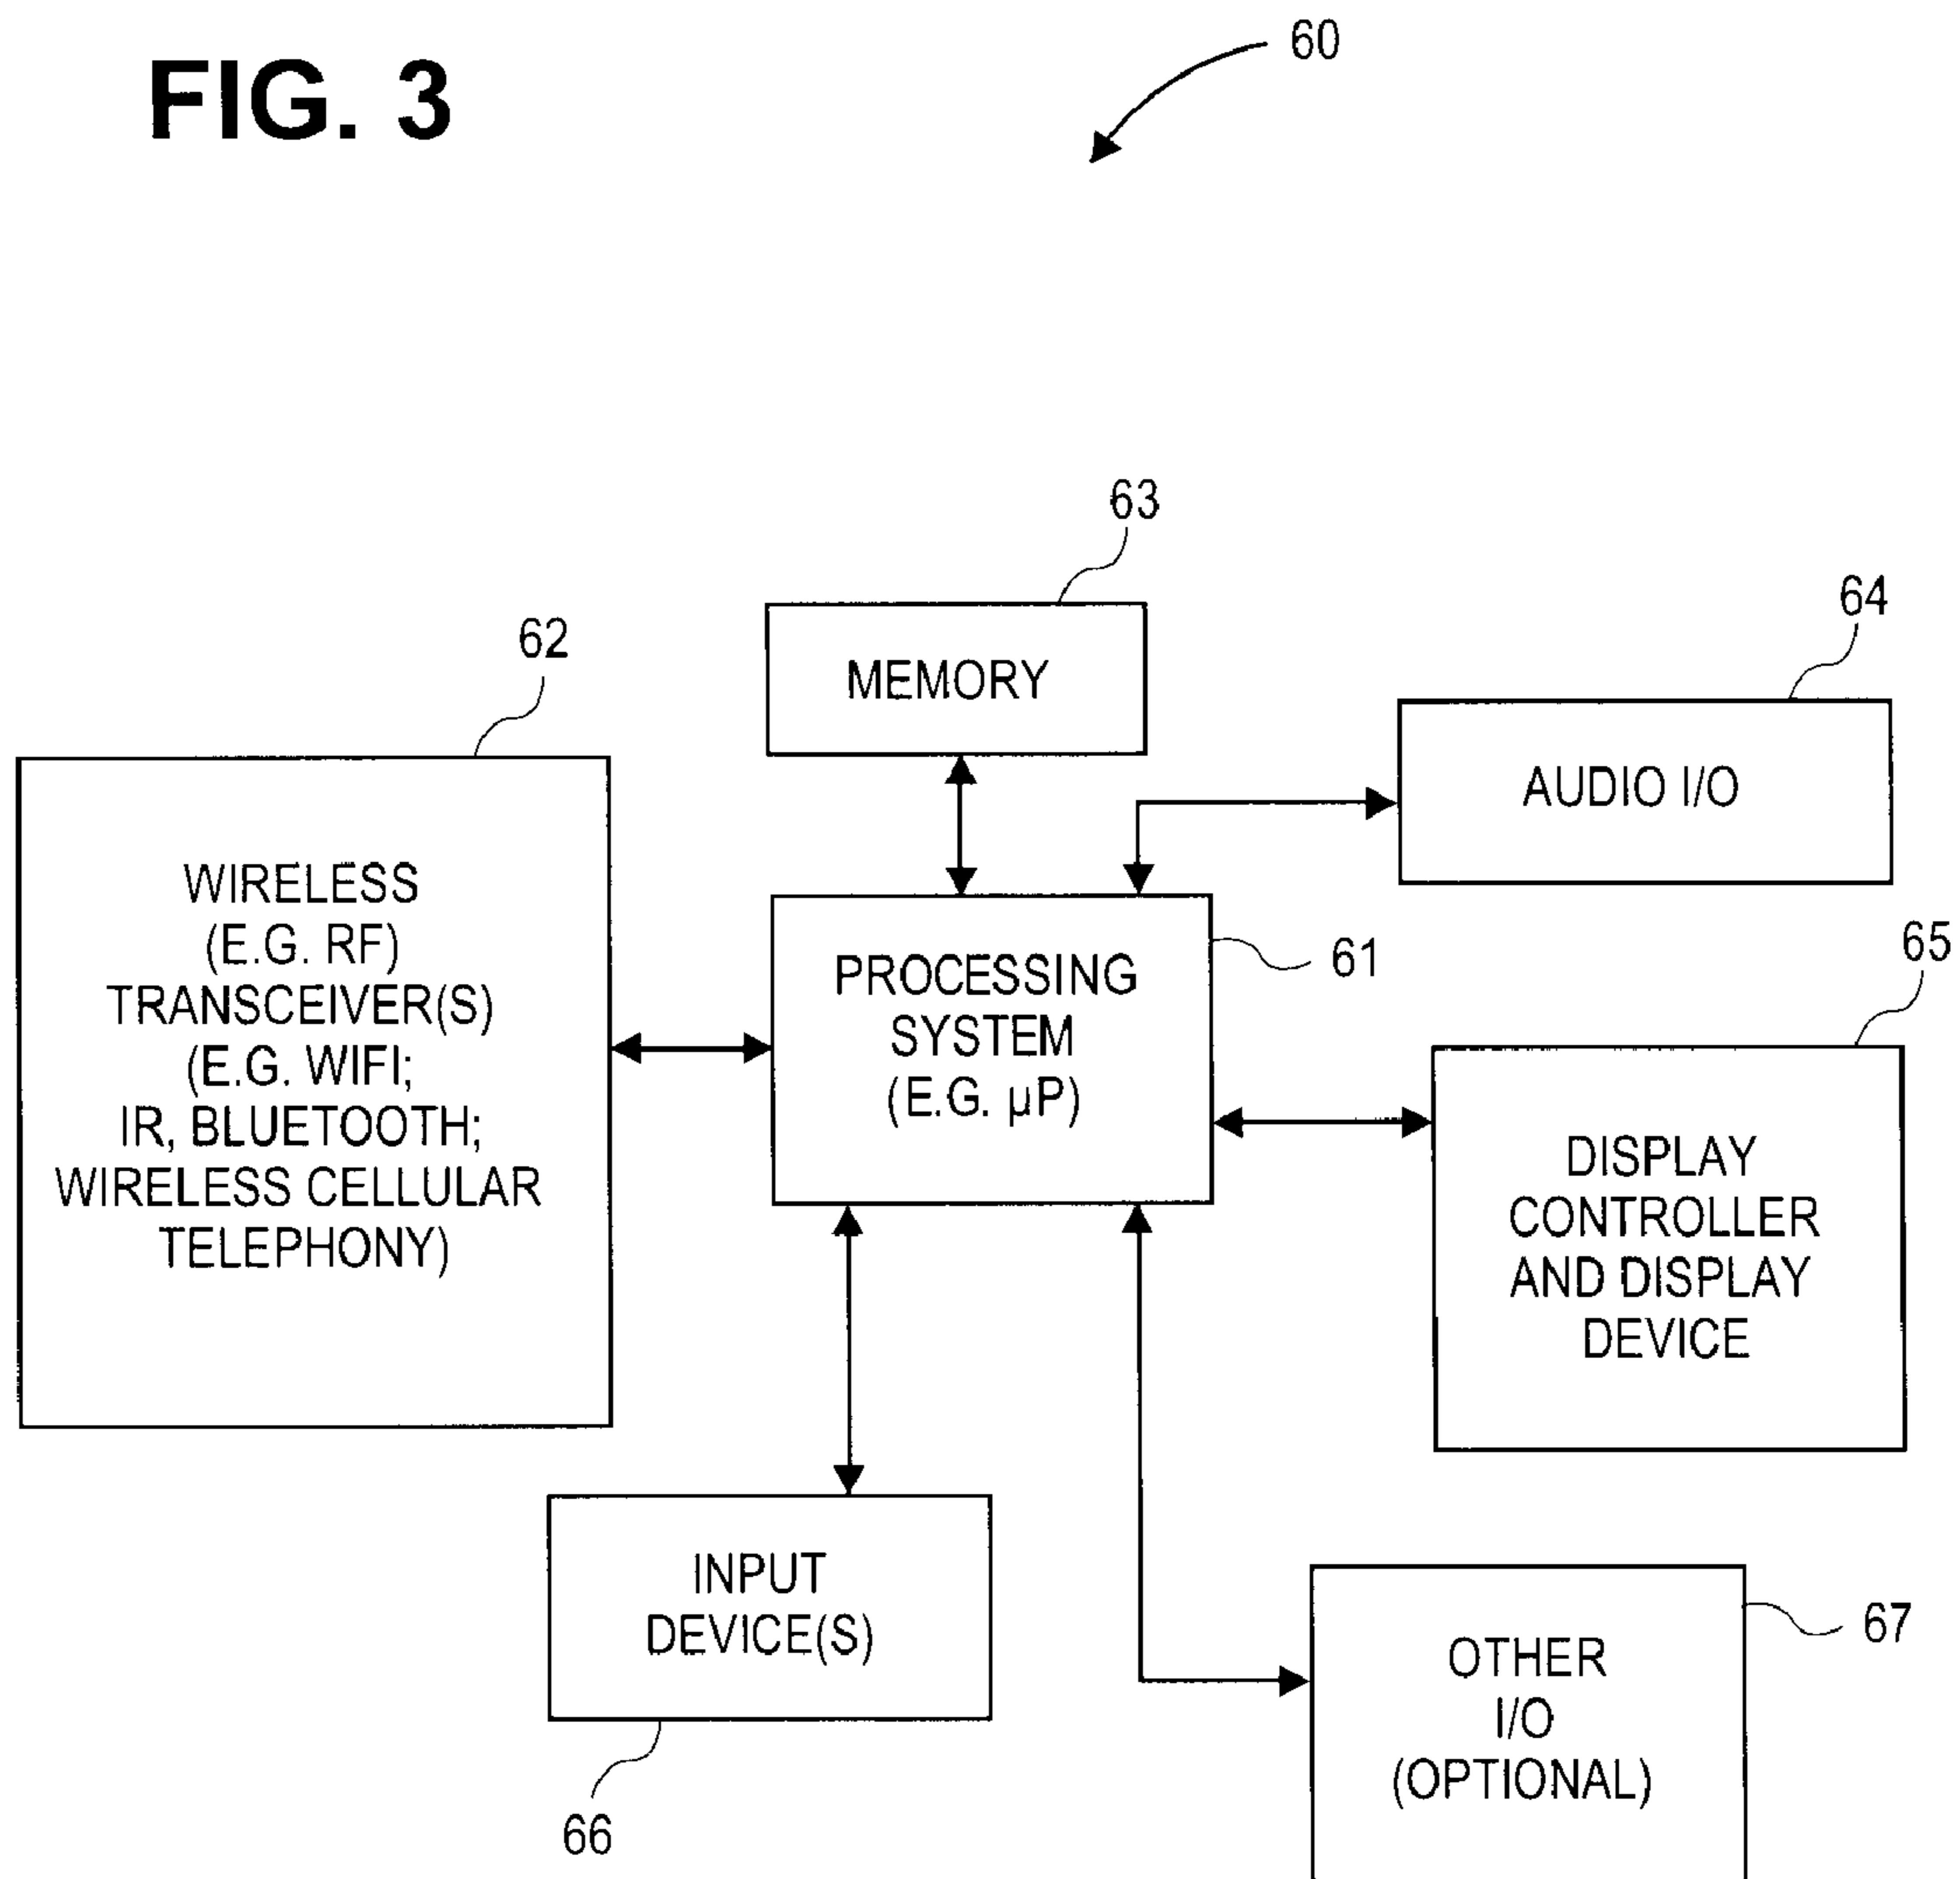 FIG. 3
60
63
MEMORY
64
AUDIO I/O
62
WIRELESS
(E.G. RF)
TRANSCEIVER(S)
(E.G. WIFI;
IR, BLUETOOTH;
WIRELESS CELLULAR
TELEPHONY)
PROCESSING
SYSTEM
(E.G. µP)
61
65
DISPLAY
CONTROLLER
AND DISPLAY
DEVICE
INPUT
DEVICE(S)
66
OTHER
I/O
(OPTIONAL)
67